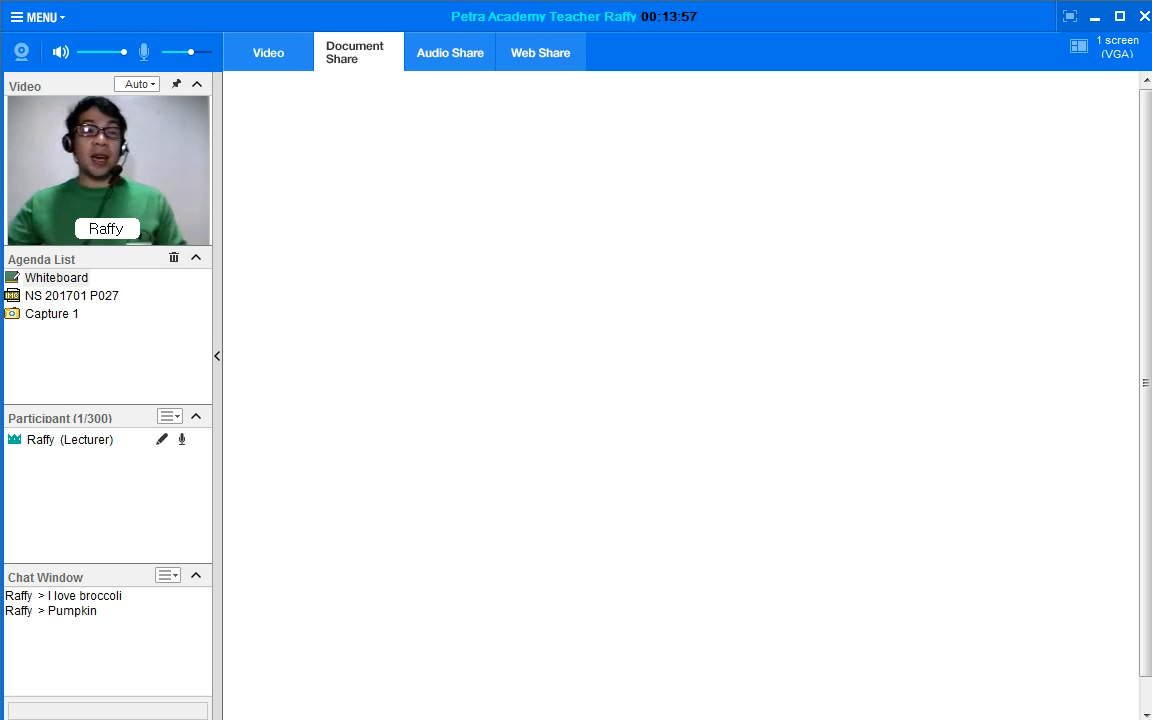 MENU
Petra Academy Teacher Raffy 00:13:57
Video
Document
Share
Audio Share
Web Share
1 screen
(VGA)
Video
Auto
Raffy
Agenda List
Whiteboard
IMG
NS 201701 P027
Capture 1
Participant (1/300)
Raffy (Lecturer)
Chat Window
Raffy > I love broccoli
Raffy > Pumpkin